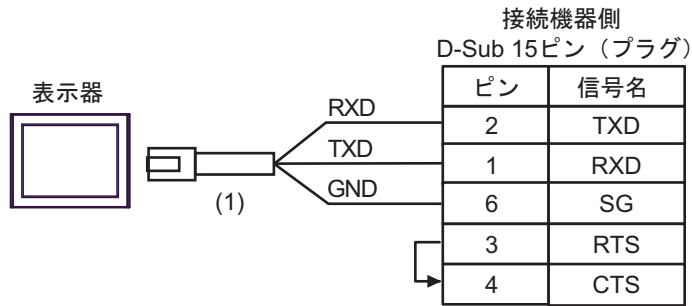 接続機器側
D-Sub 15ピン（プラグ）
表示器
ピン 信号名
RXD 2 TXD
TXD 1 RXD
GND 6 SG
(1)
3 RTS
4 CTS